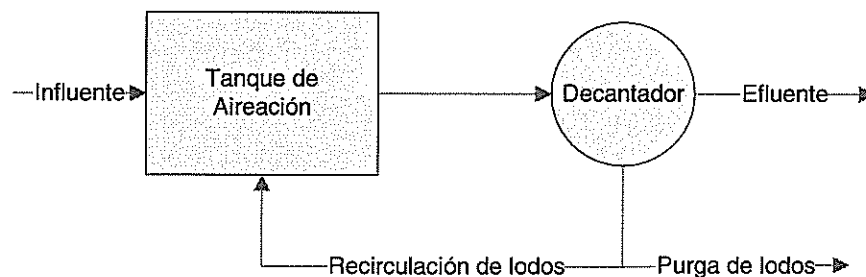 Influente
Tanque de
Aireación
Decantador
Efluente
Recirculación de lodos
Purga de lodos